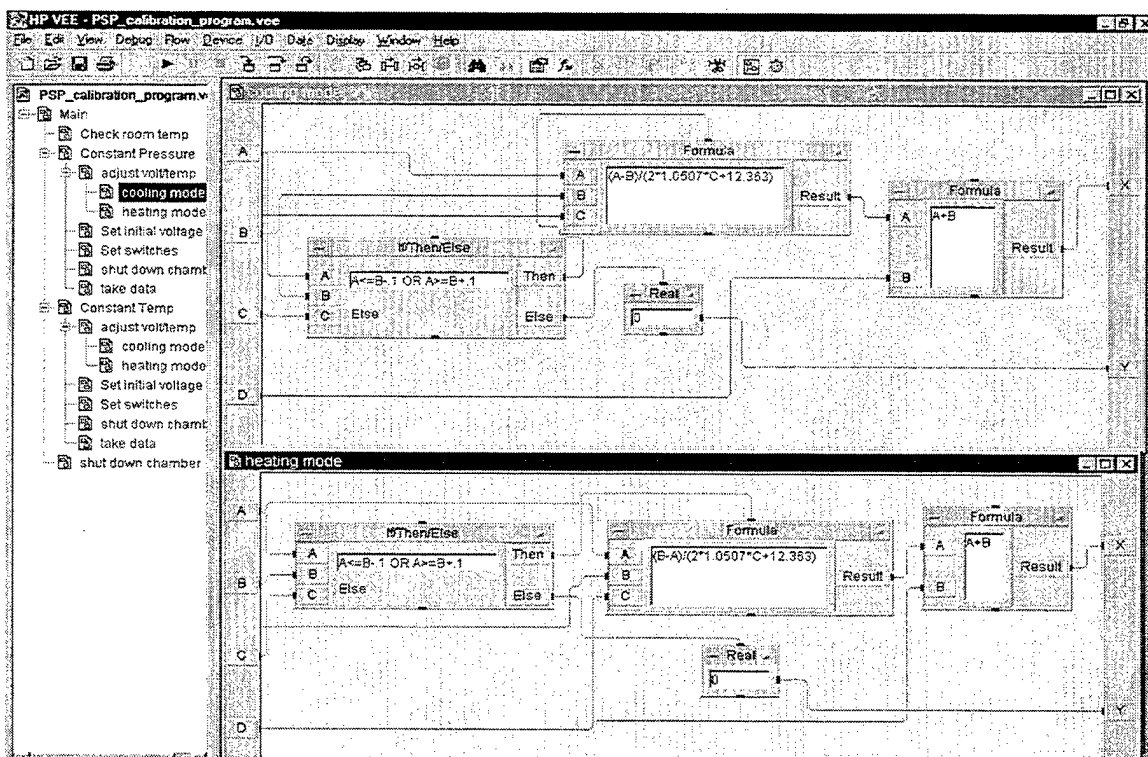 HP VEE - PSP_calibration_program.vee
File Edit View Debug Flow Device I/O Data Display Window Help
PSP_calibration_program.v
Main
Check room temp
Constant Pressure
adjust volt/temp
cooling mode
heating mode
Set initial voltage
Set switches
shut down chamb
take data
Constant Temp
adjust volt/temp
cooling mode
heating mode
Set initial voltage
Set switches
shut down chamb
take data
shut down chamber
cooling mode
A
B
C
D
Formula
A
B
C
(A-B)/(2*1.0507*C+12.363)
Result
If/Then/Else
A
B
C
A<=B-.1 OR A>=B+.1
Else
Then
Else
Real
0
Formula
A
B
A+B
Result
X
Y
heating mode
A
B
C
D
If/Then/Else
A
B
C
A<=B-.1 OR A>=B+.1
Else
Then
Else
Formula
A
B
C
(B-A)/(2*1.0507*C+12.363)
Result
Real
0
Formula
A
B
A+B
Result
X
Y